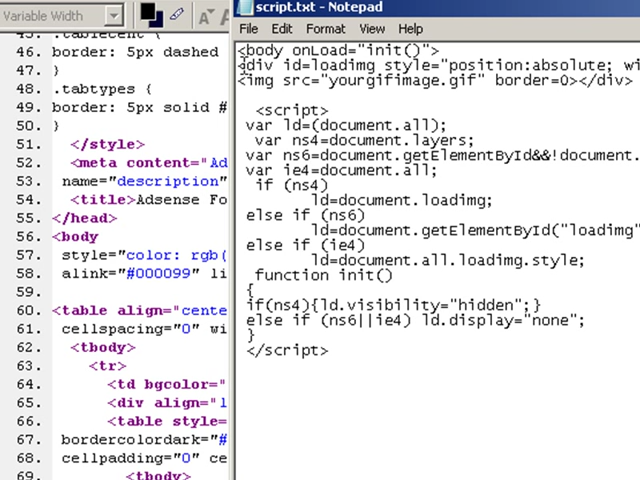 Variable Width
45. .tablecent {
46. border: 5px dashed
47. }
48. .tabtypes {
49. border: 5px solid #
50. }
51. </style>
52. <meta content="Ad
53. name="description"
54. <title>Adsense Fo
55. </head>
56. <body
57. style="color: rgb(
58. alink="#000099" li
59.
60. <table align="cente
61. cellspacing="0" wi
62. <tbody>
63. <tr>
64. <td bgcolor="
65. <div align="l
66. <table style=
67. bordercolordark="#
68. cellpadding="0" ce
69. <tbody>
script.txt - Notepad
File Edit Format View Help
<body onLoad="init()">
<div id=loadimg style="position:absolute; wi
<img src="yourgifimage.gif" border=0></div>
<script>
var ld=(document.all);
var ns4=document.layers;
var ns6=document.getElementById&&!document.
var ie4=document.all;
if (ns4)
ld=document.loadimg;
else if (ns6)
ld=document.getElementById("loadimg"
else if (ie4)
ld=document.all.loadimg.style;
function init()
{
if(ns4){ld.visibility="hidden";}
else if (ns6||ie4) ld.display="none";
}
</script>